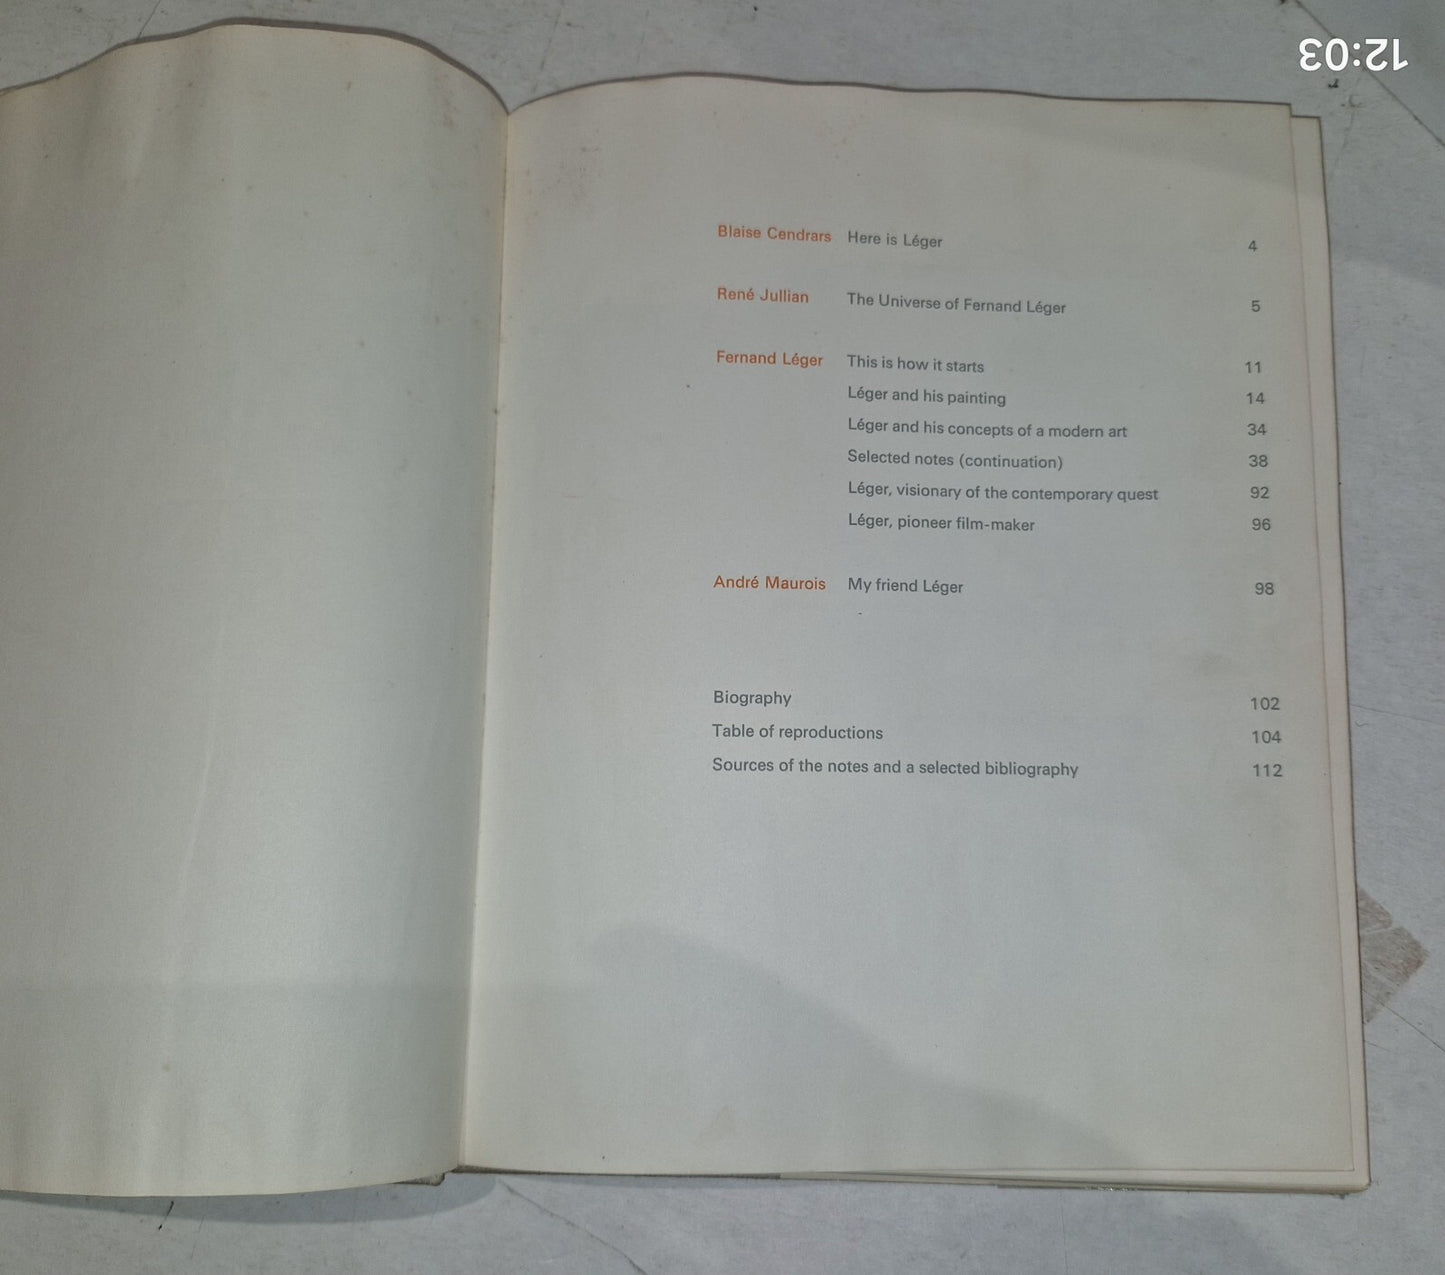 12:03
Blaise Cendrars Here is Léger 4
René Jullian The Universe of Fernand Léger 5
Fernand Léger This is how it starts 11
Léger and his painting 14
Léger and his concepts of a modern art 34
Selected notes (continuation) 38
Léger, visionary of the contemporary quest 92
Léger, pioneer film-maker 96
André Maurois My friend Léger 98
Biography 102
Table of reproductions 104
Sources of the notes and a selected bibliography 112